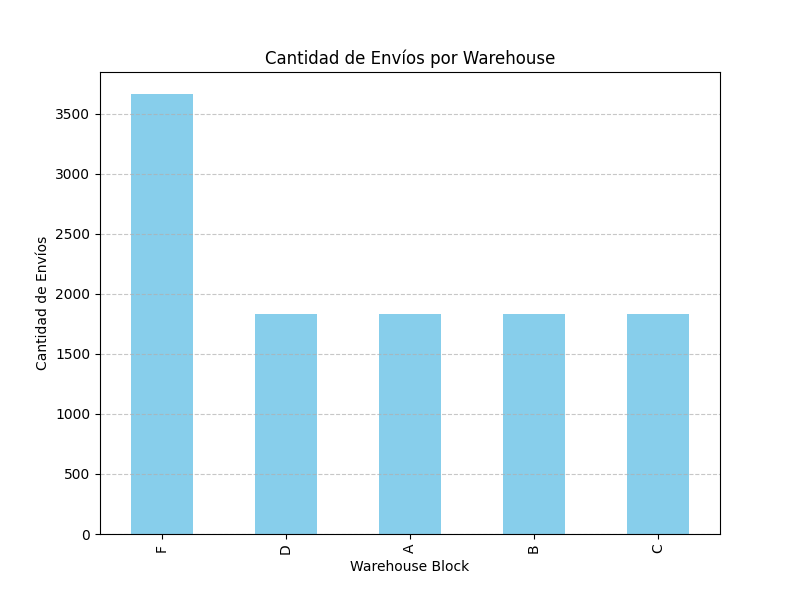 Cantidad de Envíos por Warehouse
Cantidad de Envíos
3500
3000
2500
2000
1500
1000
500
0
F
D
A
B
C
Warehouse Block